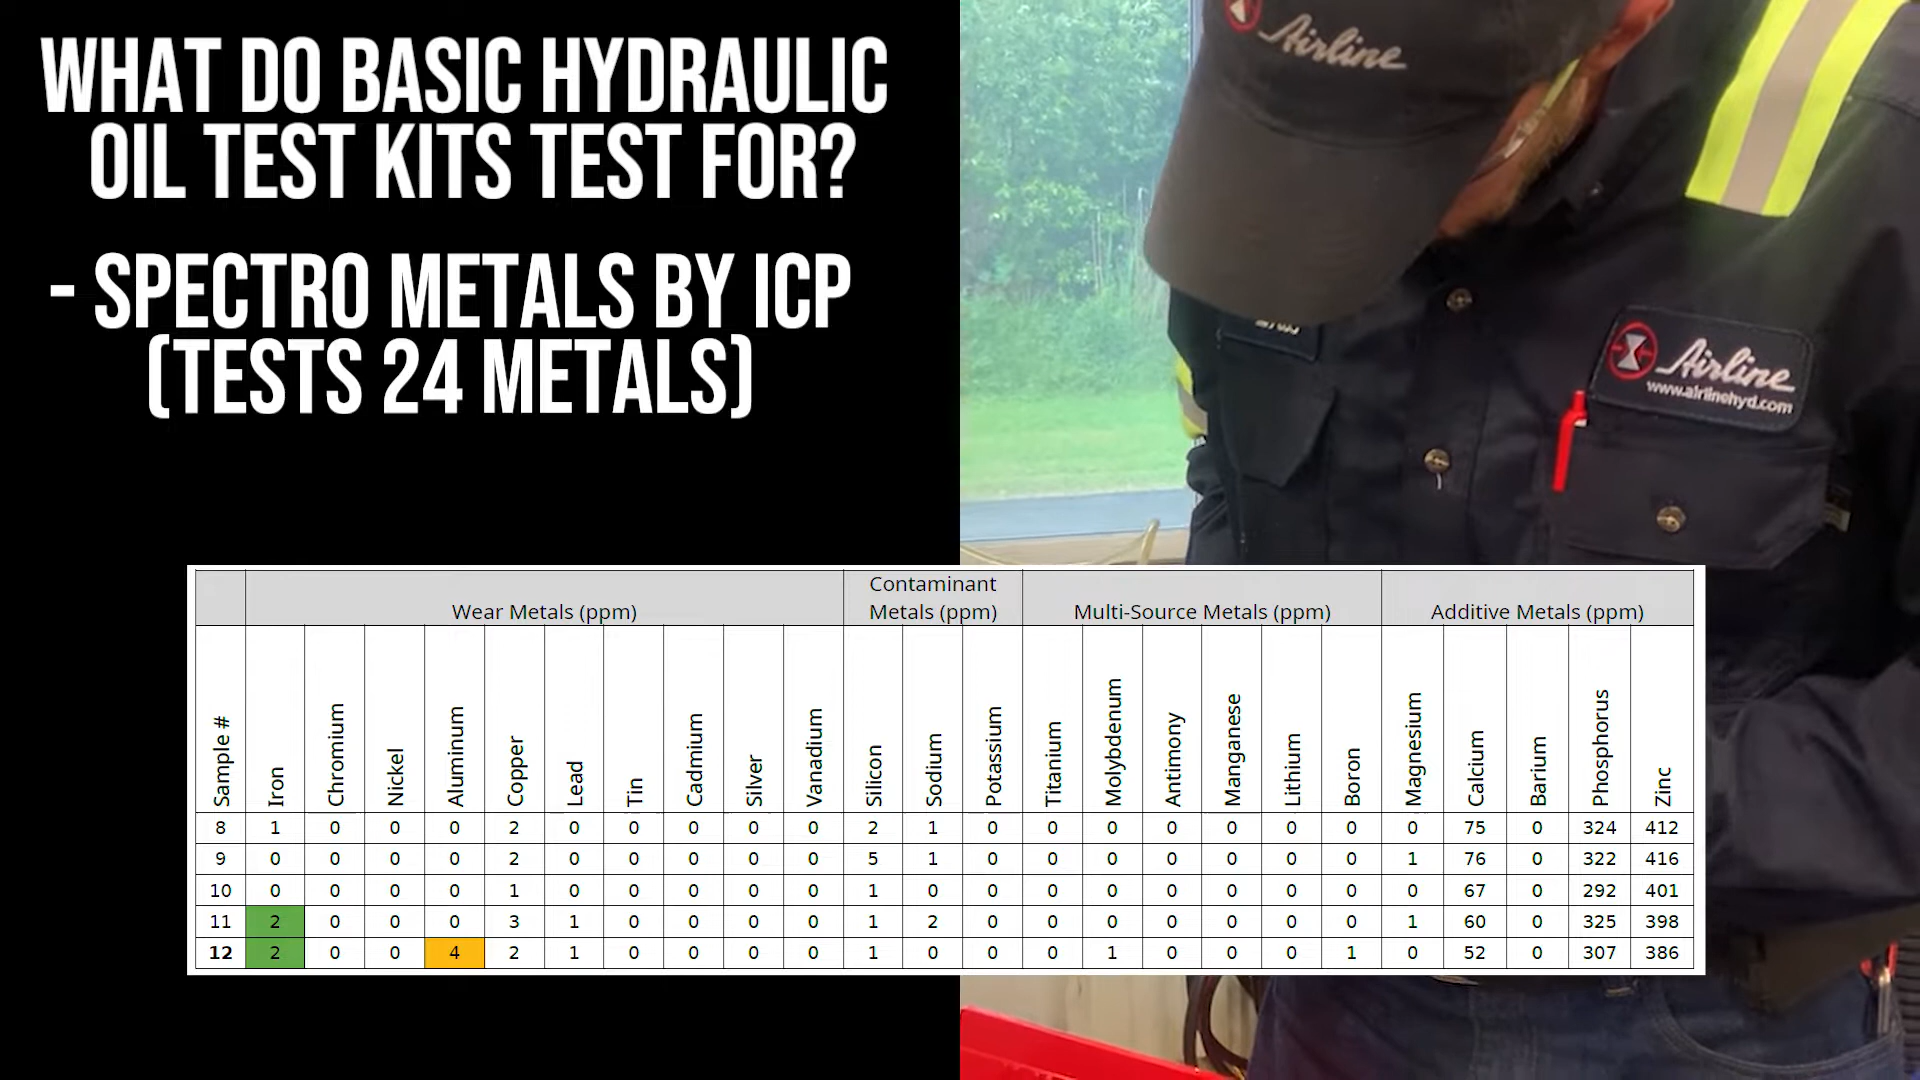 WHAT DO BASIC HYDRAULIC
OIL TEST KITS TEST FOR?
- SPECTRO METALS BY ICP
(TESTS 24 METALS)
Airline
Airline
www.airlinehyd.com
Wear Metals (ppm) Contaminant Metals (ppm) Multi-Source Metals (ppm) Additive Metals (ppm)
Sample # Iron Chromium Nickel Aluminum Copper Lead Tin Cadmium Silver Vanadium Silicon Sodium Potassium Titanium Molybdenum Antimony Manganese Lithium Boron Magnesium Calcium Barium Phosphorus Zinc
8 1 0 0 0 2 0 0 0 0 0 2 1 0 0 0 0 0 0 0 0 75 0 324 412
9 0 0 0 0 2 0 0 0 0 0 5 1 0 0 0 0 0 0 0 1 76 0 322 416
10 0 0 0 0 1 0 0 0 0 0 1 0 0 0 0 0 0 0 0 0 67 0 292 401
11 2 0 0 0 3 1 0 0 0 0 1 2 0 0 0 0 0 0 0 1 60 0 325 398
12 2 0 0 4 2 1 0 0 0 0 1 0 0 0 1 0 0 0 1 0 52 0 307 386